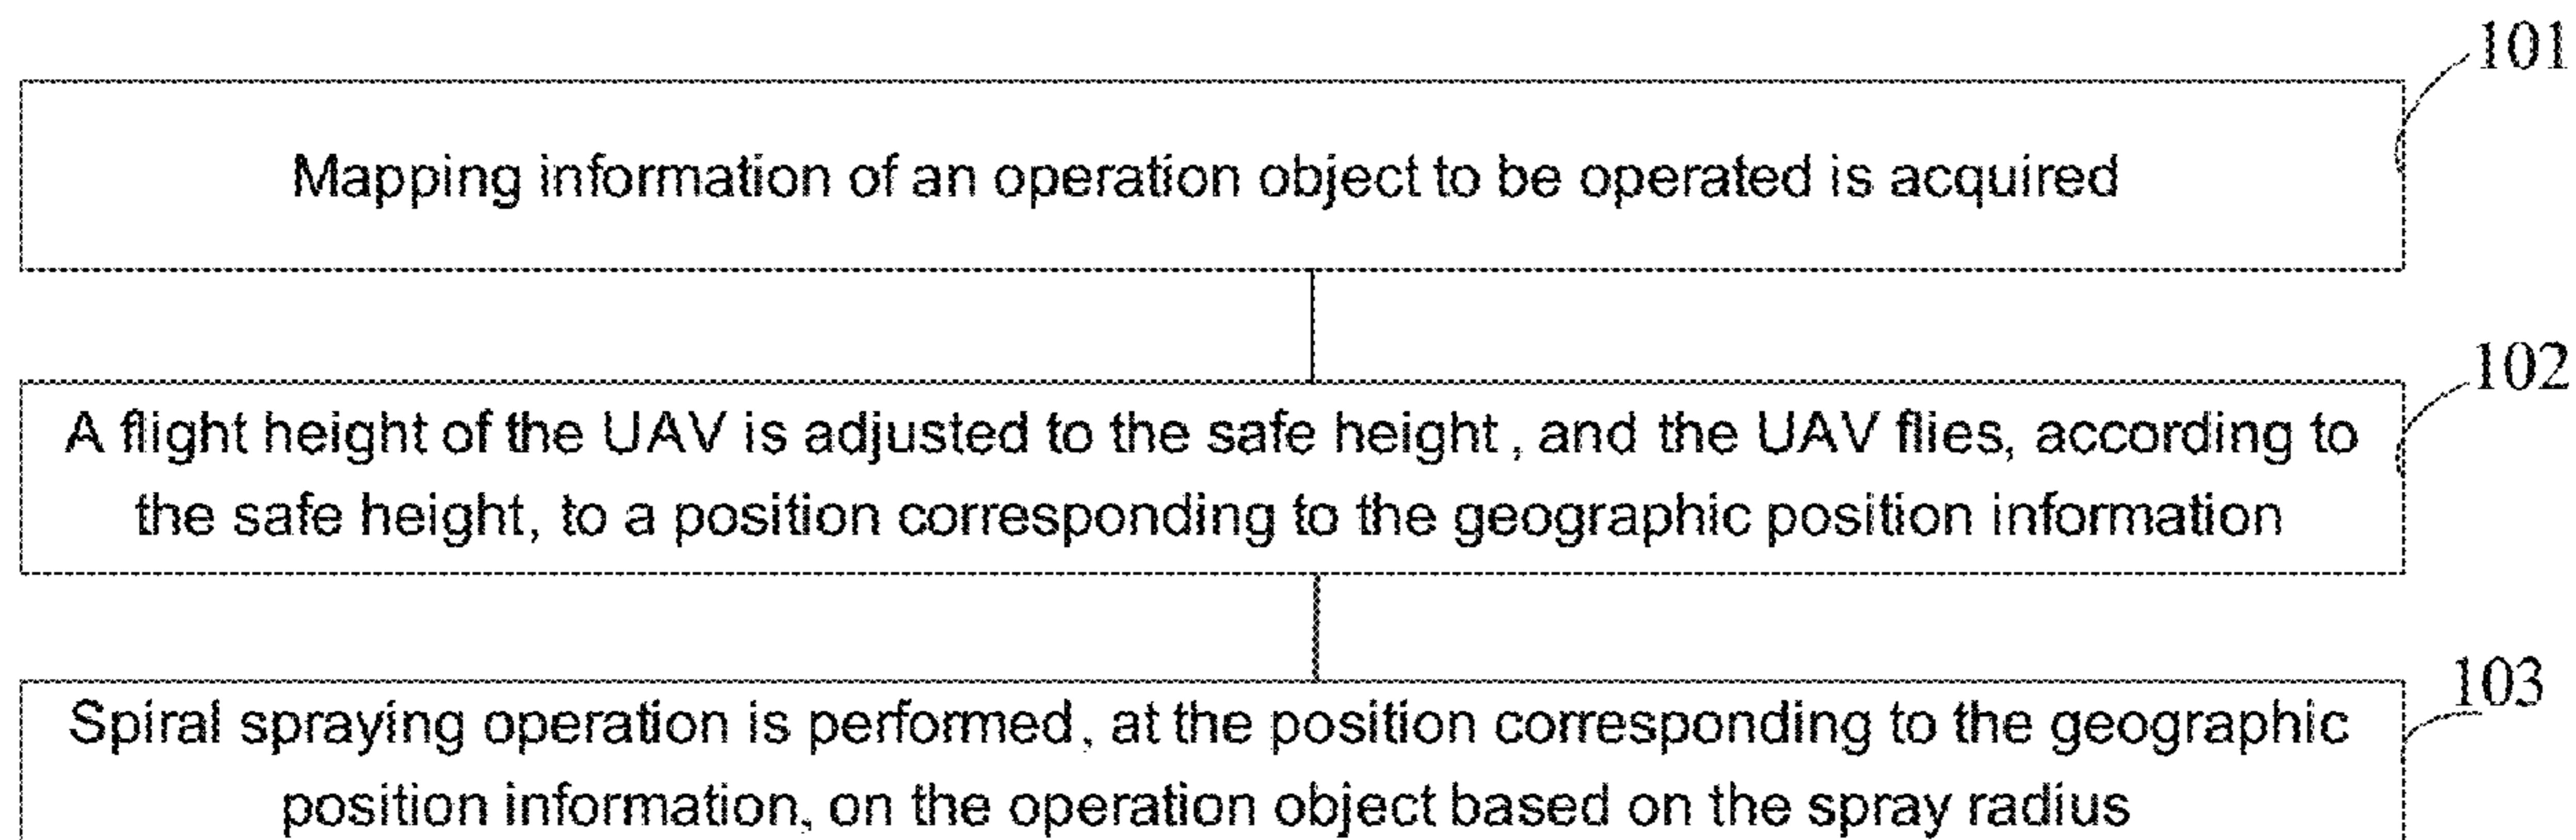 101
Mapping information of an operation object to be operated is acquired
102
A flight height of the UAV is adjusted to the safe height, and the UAV flies, according to
the safe height, to a position corresponding to the geographic position information
103
Spiral spraying operation is performed, at the position corresponding to the geographic
position information, on the operation object based on the spray radius